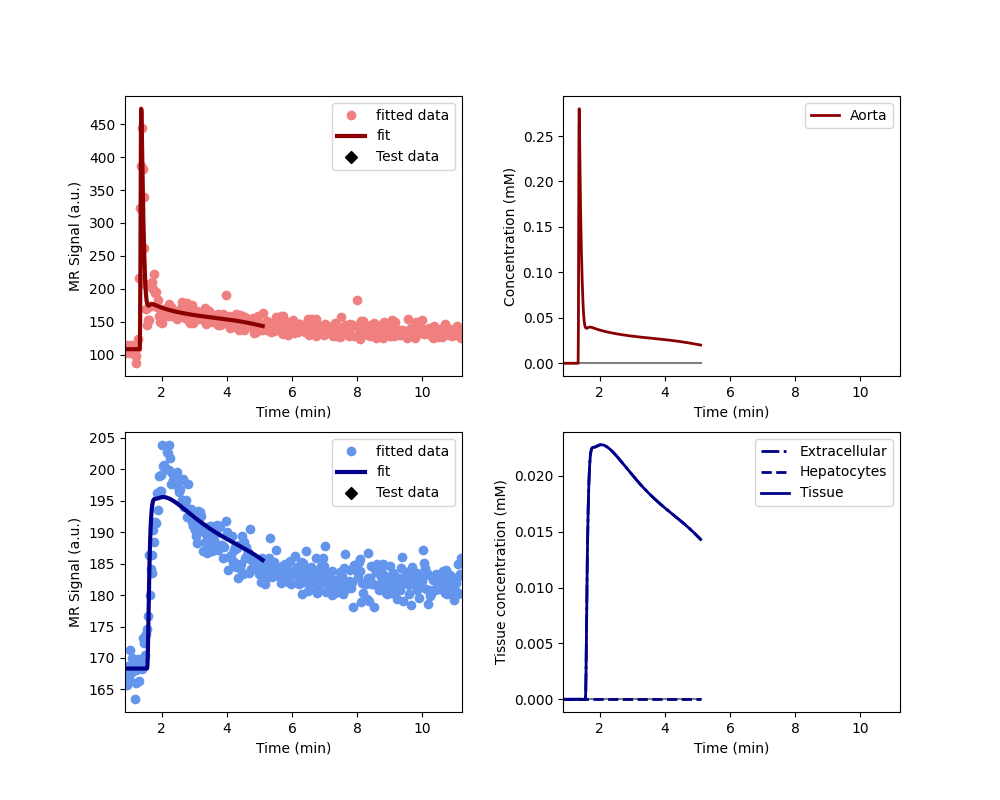 MR Signal (a.u.)
450
400
350
300
250
200
150
100
2
4
6
8
10
Time (min)
fitted data
fit
Test data
Concentration (mM)
0.25
0.20
0.15
0.10
0.05
0.00
2
4
6
8
10
Time (min)
Aorta
MR Signal (a.u.)
205
200
195
190
185
180
175
170
165
2
4
6
8
10
Time (min)
fitted data
fit
Test data
Tissue concentration (mM)
0.020
0.015
0.010
0.005
0.000
2
4
6
8
10
Time (min)
Extracellular
Hepatocytes
Tissue